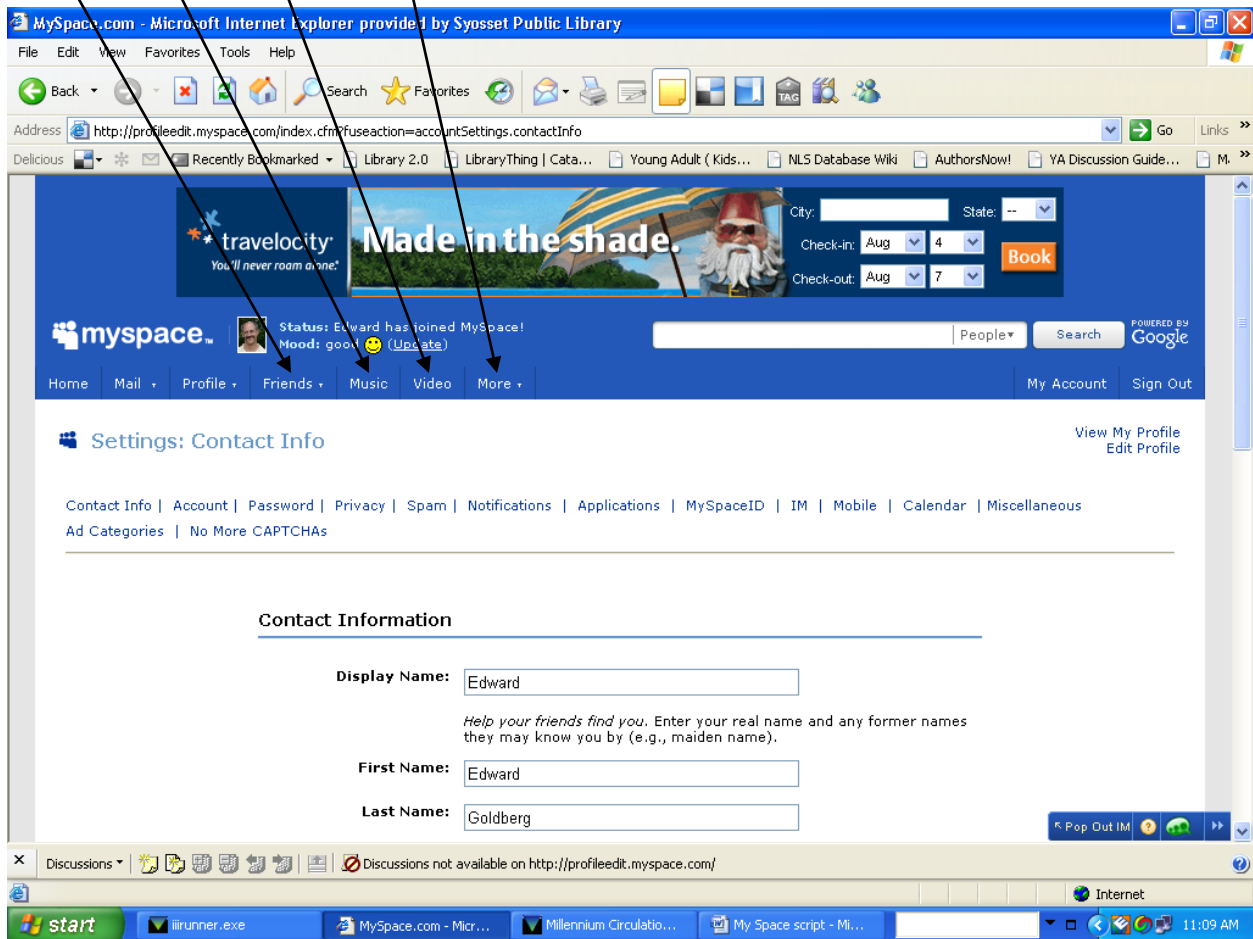 MySpace.com - Microsoft Internet Explorer provided by Syosset Public Library
File Edit View Favorites Tools Help
Back Search Favorites TAG
Address http://profileedit.myspace.com/index.cfm?fuseaction=accountSettings.contactInfo Go Links »
Delicious Recently Bookmarked Library 2.0 LibraryThing | Cata... Young Adult ( Kids... NLS Database Wiki AuthorsNow! YA Discussion Guide... M. »
travelocity
You'll never roam alone.
Made in the shade.
City: State: --
Check-in: Aug 4
Check-out: Aug 7
Book
myspace.
Status: Edward has joined MySpace!
Mood: good (Update)
People Search POWERED BY Google
Home Mail Profile Friends Music Video More My Account Sign Out
Settings: Contact Info
View My Profile
Edit Profile
Contact Info | Account | Password | Privacy | Spam | Notifications | Applications | MySpaceID | IM | Mobile | Calendar | Miscellaneous
Ad Categories | No More CAPTCHAs
Contact Information
Display Name: Edward
Help your friends find you. Enter your real name and any former names
they may know you by (e.g., maiden name).
First Name: Edward
Last Name: Goldberg
Pop Out IM
Discussions Discussions not available on http://profileedit.myspace.com/
Internet
start iiirunner.exe MySpace.com - Micr... Millennium Circulatio... My Space script - Mi... 11:09 AM